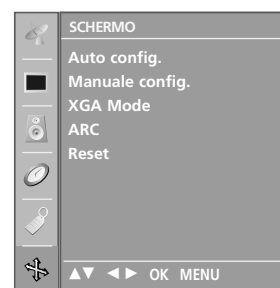 SCHERMO
Auto config.
Manuale config.
XGA Mode
ARC
Reset
▲▼ ◄► OK MENU